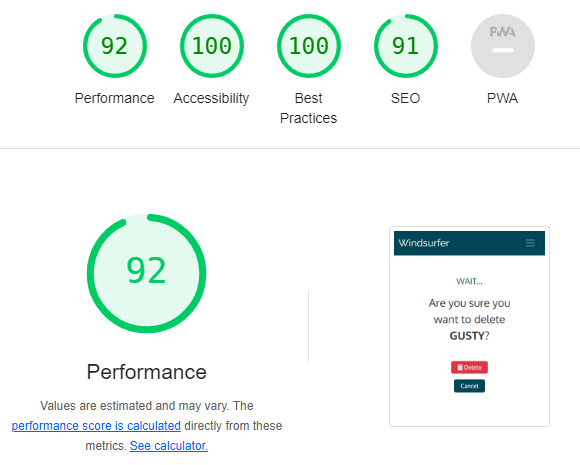 92
100
100
91
PWA
Performance
Accessibility
Best
Practices
SEO
PWA
92
Performance
Values are estimated and may vary. The
performance score is calculated directly from these
metrics. See calculator.
Windsurfer
WAIT...
Are you sure you
want to delete
GUSTY?
Delete
Cancel